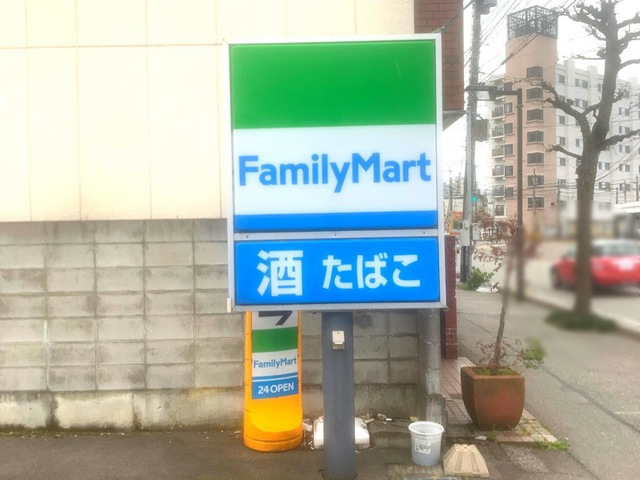 FamilyMart
酒 たばこ
FamilyMart
24 OPEN